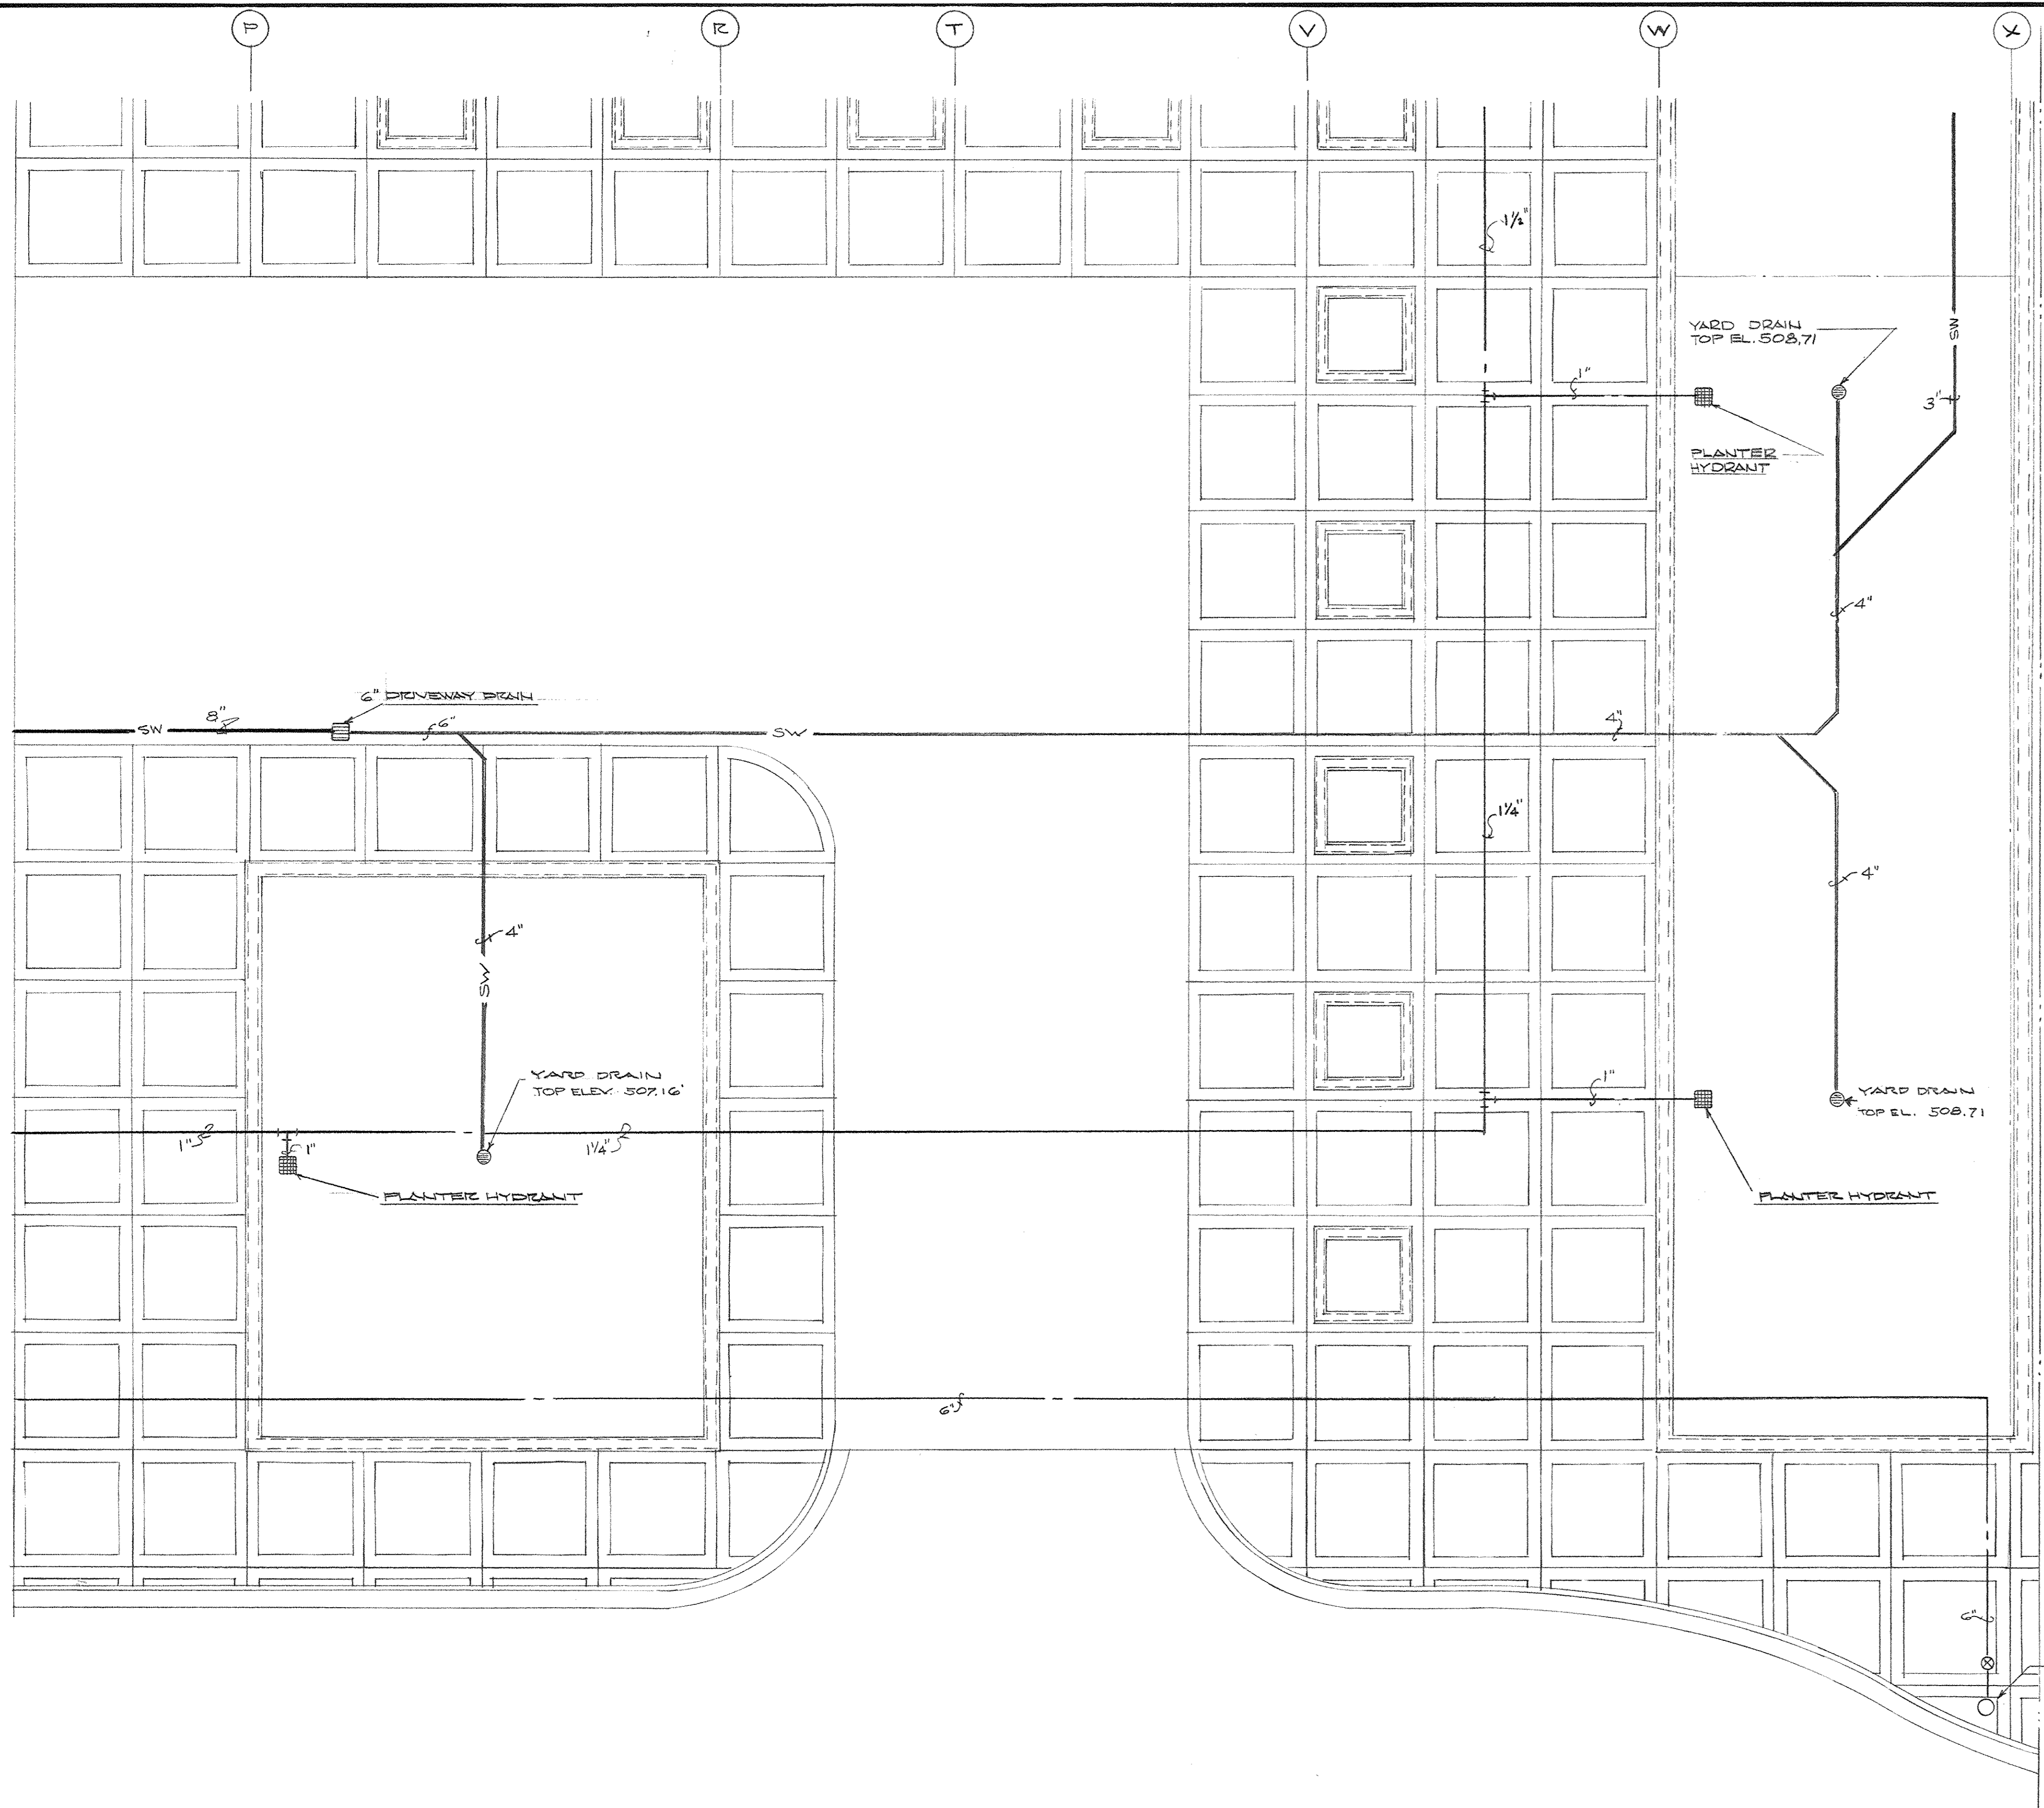 P R T V W X
1½"
YARD DRAIN
TOP EL. 508.71
SW
1"
3"
PLANTER
HYDRANT
4"
6" DRIVEWAY DRAIN
8"
SW
6"
SW
4"
1¼"
4"
4"
SW
YARD DRAIN
TOP ELEV. 507.16'
1"
YARD DRAIN
TOP EL. 508.71
1"
1"
1¼"
PLANTER HYDRANT
PLANTER HYDRANT
6"
6"